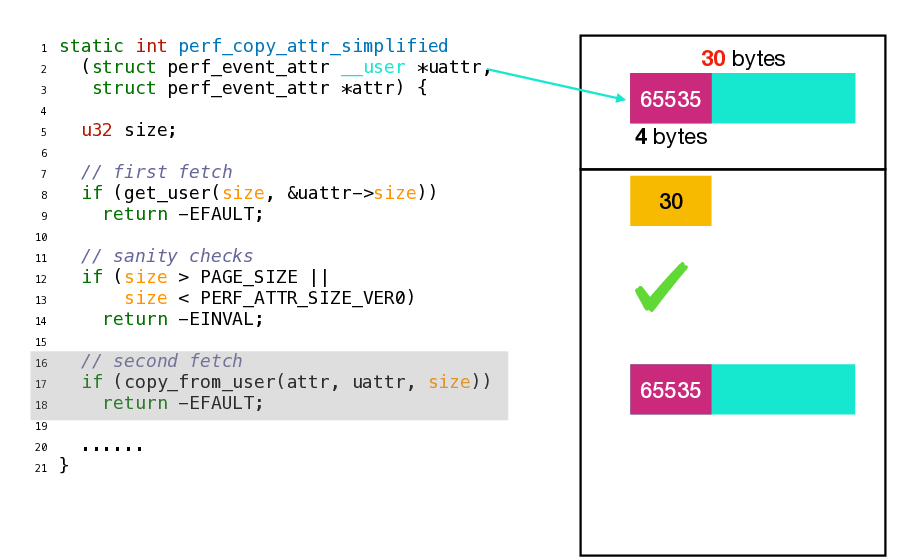 1 static int perf_copy_attr_simplified
2 (struct perf_event_attr __user *uattr,
3 struct perf_event_attr *attr) {
4
5 u32 size;
6
7 // first fetch
8 if (get_user(size, &uattr->size))
9 return -EFAULT;
10
11 // sanity checks
12 if (size > PAGE_SIZE ||
13 size < PERF_ATTR_SIZE_VER0)
14 return -EINVAL;
15
16 // second fetch
17 if (copy_from_user(attr, uattr, size))
18 return -EFAULT;
19
20 ......
21 }
30 bytes
65535
4 bytes
30
65535